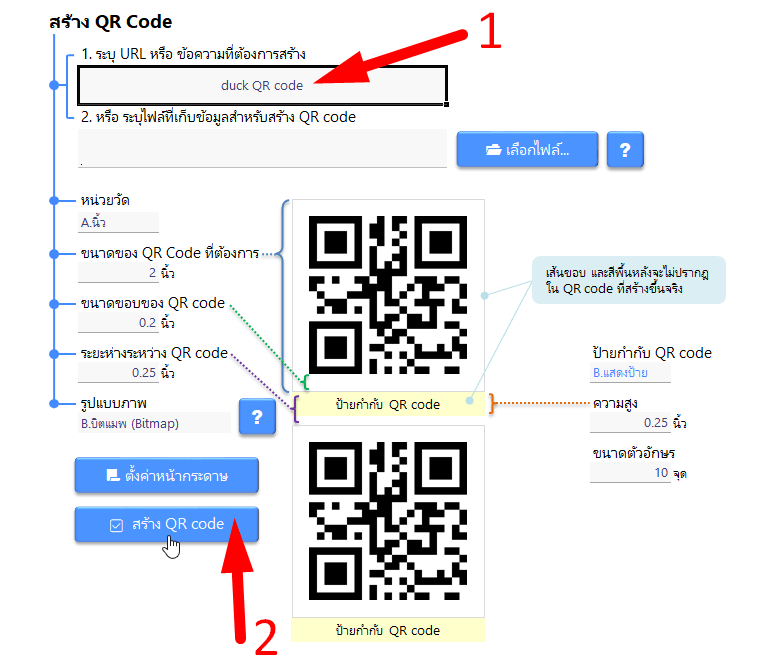 สร้าง QR Code
1
1. ระบุ URL หรือ ข้อความที่ต้องการสร้าง
duck QR code
2. หรือ ระบุไฟล์ที่เก็บข้อมูลสำหรับสร้าง QR code
.
เลือกไฟล์...
?
หน่วยวัด
A.นิ้ว
ขนาดของ QR Code ที่ต้องการ
2 นิ้ว
เส้นขอบ และสีพื้นหลังจะไม่ปรากฏ
ใน QR code ที่สร้างขึ้นจริง
ขนาดขอบของ QR code
0.2 นิ้ว
ระยะห่างระหว่าง QR code
0.25 นิ้ว
ป้ายกำกับ QR code
B.แสดงป้าย
รูปแบบภาพ
B.บิตแมพ (Bitmap)
?
ป้ายกำกับ QR code
ความสูง
0.25 นิ้ว
ขนาดตัวอักษร
10 จุด
ตั้งค่าหน้ากระดาษ
สร้าง QR code
2
ป้ายกำกับ QR code